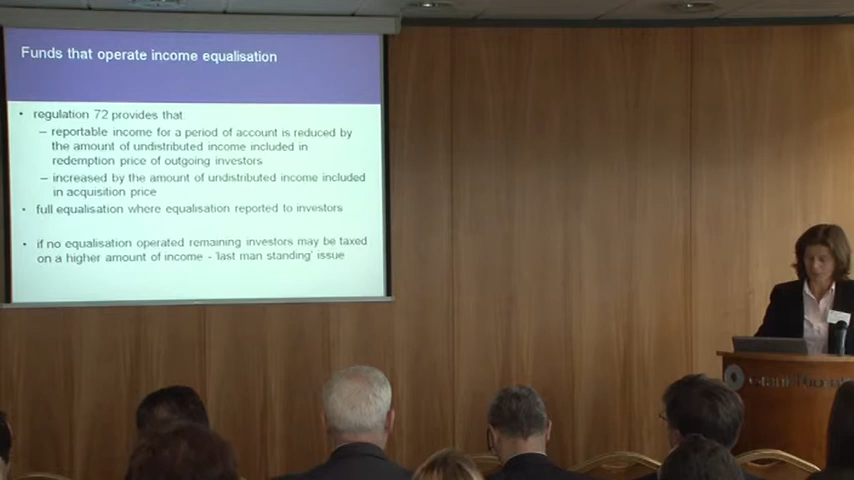 Funds that operate income equalisation
• regulation 72 provides that
– reportable income for a period of account is reduced by
the amount of undistributed income included in
redemption price of outgoing investors
– increased by the amount of undistributed income included
in acquisition price
• full equalisation where equalisation reported to investors
• if no equalisation operated remaining investors may be taxed
on a higher amount of income - 'last man standing' issue
Grant Thornt